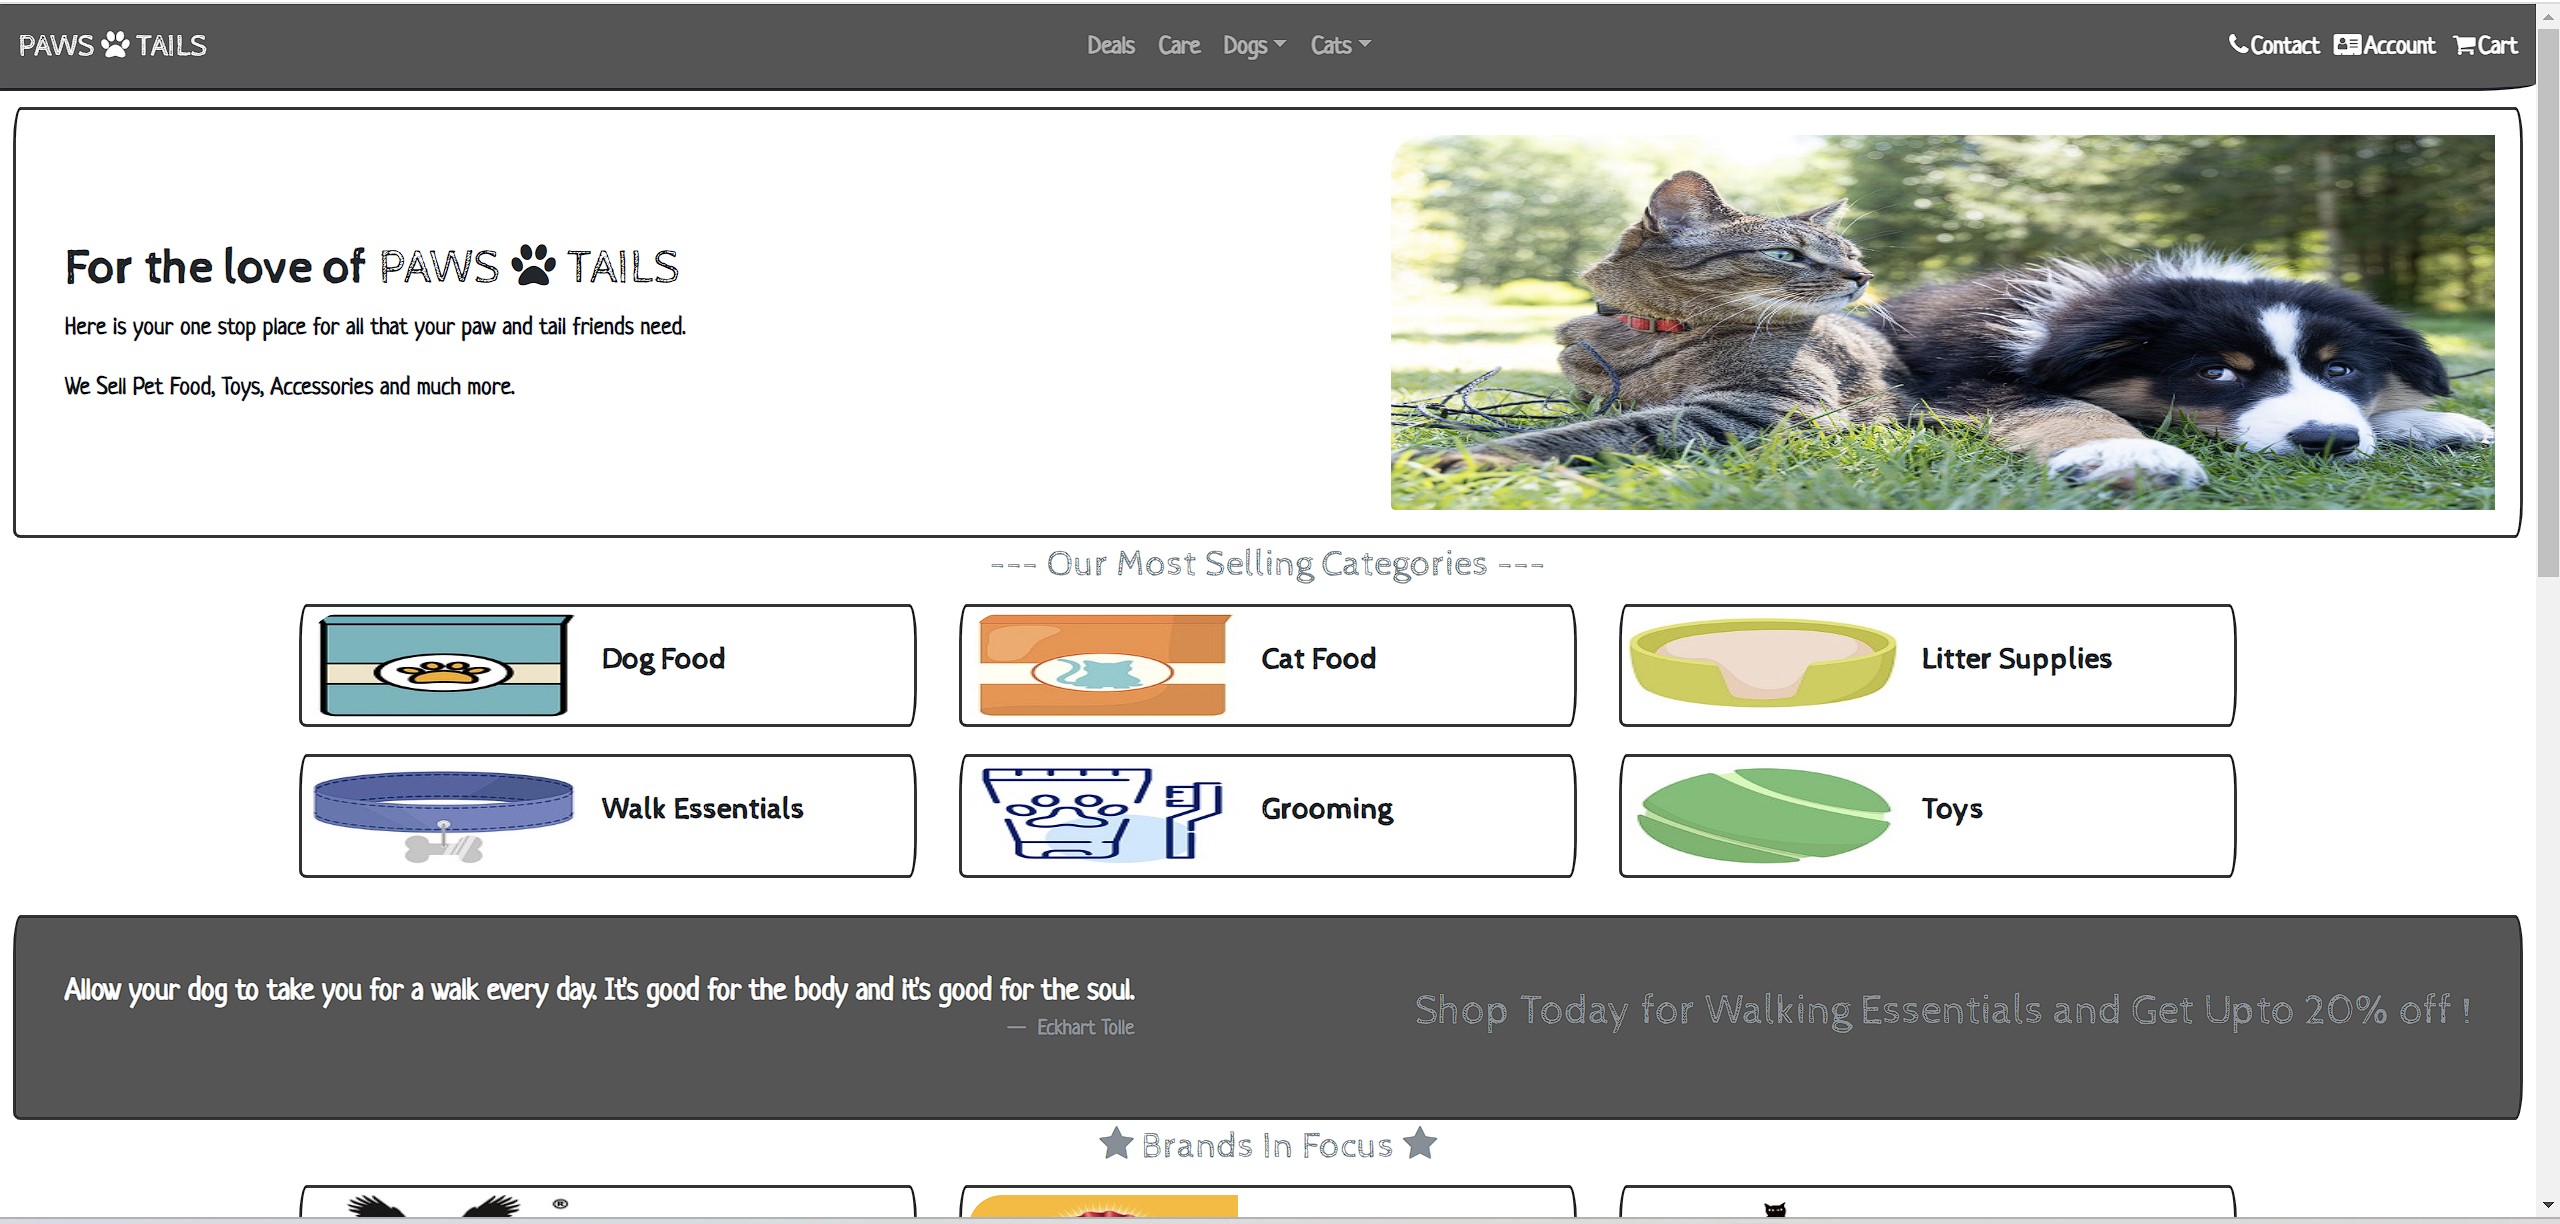 PAWS TAILS
Deals Care Dogs Cats
Contact Account Cart
For the love of PAWS TAILS
Here is your one stop place for all that your paw and tail friends need.
We Sell Pet Food, Toys, Accessories and much more.
--- Our Most Selling Categories ---
Dog Food
Cat Food
Litter Supplies
Walk Essentials
Grooming
Toys
Allow your dog to take you for a walk every day. It's good for the body and it's good for the soul.
— Eckhart Tolle
Shop Today for Walking Essentials and Get Upto 20% off !
Brands In Focus
®